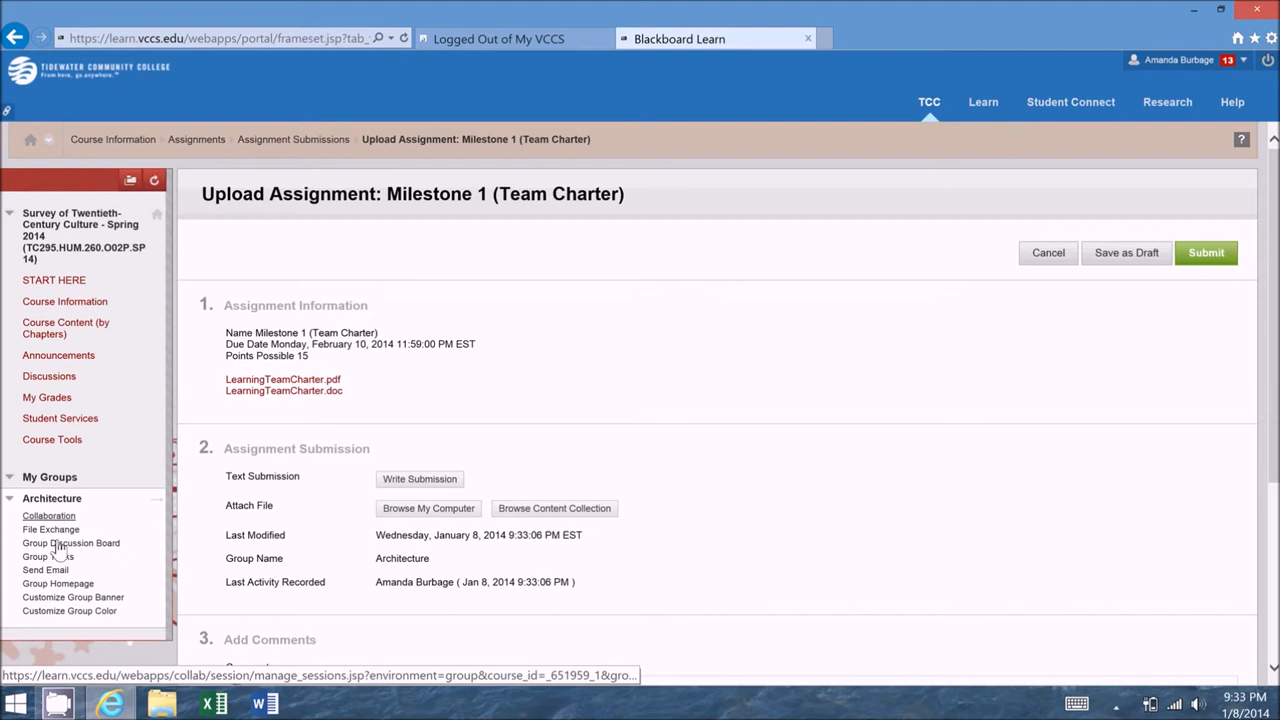 https://learn.vccs.edu/webapps/portal/frameset.jsp?tab_
Logged Out of My VCCS
Blackboard Learn
TIDEWATER COMMUNITY COLLEGE
From here, go anywhere.
Amanda Burbage 13
TCC Learn Student Connect Research Help
Course Information Assignments Assignment Submissions Upload Assignment: Milestone 1 (Team Charter)
?
Survey of Twentieth-
Century Culture - Spring
2014
(TC295.HUM.260.O02P.SP
14)
START HERE
Course Information
Course Content (by
Chapters)
Announcements
Discussions
My Grades
Student Services
Course Tools
My Groups
Architecture
Collaboration
File Exchange
Group Discussion Board
Group
Send Email
Group Homepage
Customize Group Banner
Customize Group Color
Upload Assignment: Milestone 1 (Team Charter)
Cancel Save as Draft Submit
1. Assignment Information
Name Milestone 1 (Team Charter)
Due Date Monday, February 10, 2014 11:59:00 PM EST
Points Possible 15
LearningTeamCharter.pdf
LearningTeamCharter.doc
2. Assignment Submission
Text Submission Write Submission
Attach File Browse My Computer Browse Content Collection
Last Modified Wednesday, January 8, 2014 9:33:06 PM EST
Group Name Architecture
Last Activity Recorded Amanda Burbage ( Jan 8, 2014 9:33:06 PM )
3. Add Comments
https://learn.vccs.edu/webapps/collab/session/manage_sessions.jsp?environment=group&course_id=_651959_1&gro...
9:33 PM
1/8/2014